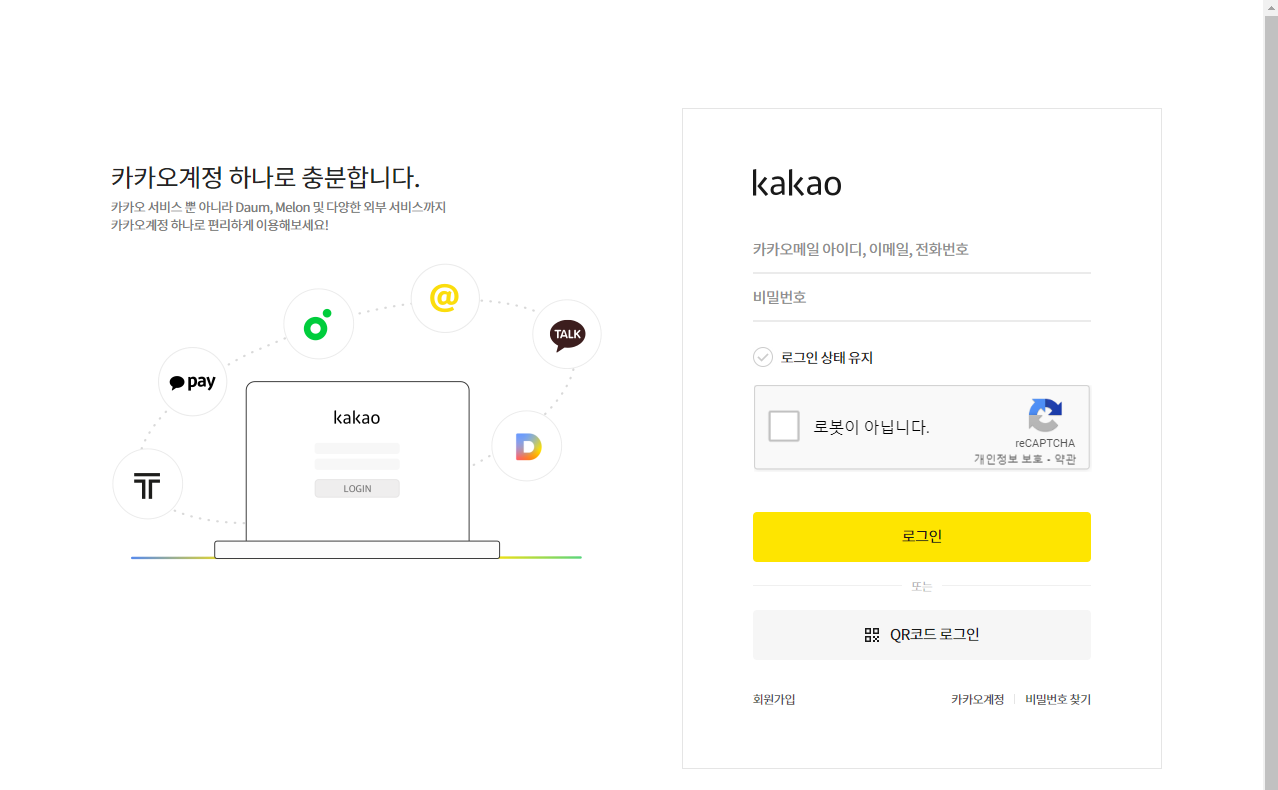 카카오계정 하나로 충분합니다.
카카오 서비스 뿐 아니라 Daum, Melon 및 다양한 외부 서비스까지
카카오계정 하나로 편리하게 이용해보세요!
@
TALK
pay
kakao
D
T
LOGIN
kakao
카카오메일 아이디, 이메일, 전화번호
비밀번호
로그인 상태 유지
로봇이 아닙니다.
reCAPTCHA
개인정보 보호 - 약관
로그인
또는
QR코드 로그인
회원가입
카카오계정
비밀번호 찾기